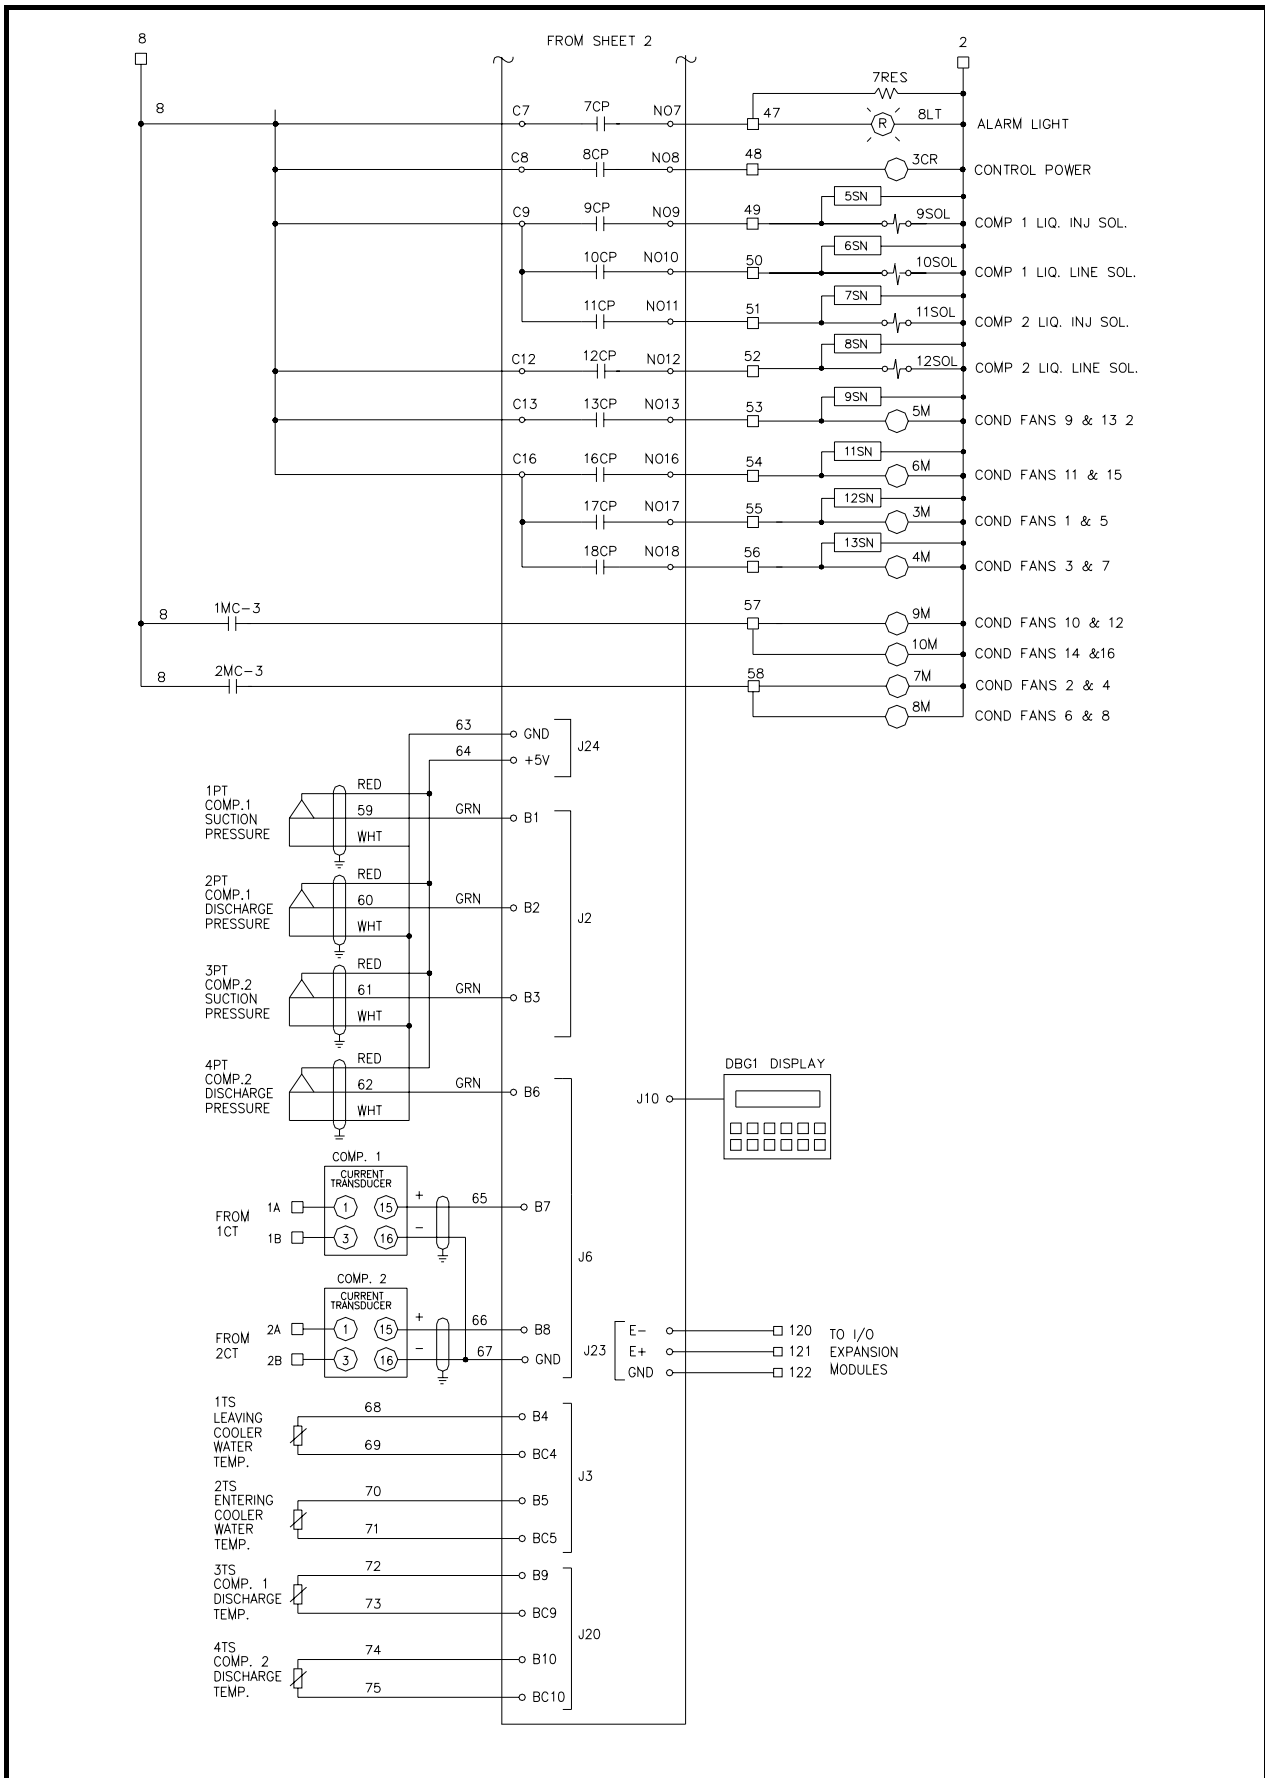 8
FROM SHEET 2
2
7RES
8
C7
7CP
NO7
47
R
8LT
ALARM LIGHT
C8
8CP
NO8
48
3CR
CONTROL POWER
5SN
C9
9CP
NO9
49
9SOL
COMP 1 LIQ. INJ SOL.
6SN
10CP
NO10
50
10SOL
COMP 1 LIQ. LINE SOL.
7SN
11CP
NO11
51
11SOL
COMP 2 LIQ. INJ SOL.
8SN
C12
12CP
NO12
52
12SOL
COMP 2 LIQ. LINE SOL.
9SN
C13
13CP
NO13
53
5M
COND FANS 9 & 13 2
11SN
C16
16CP
NO16
54
6M
COND FANS 11 & 15
12SN
17CP
NO17
55
3M
COND FANS 1 & 5
13SN
18CP
NO18
56
4M
COND FANS 3 & 7
8
1MC-3
57
9M
COND FANS 10 & 12
10M
COND FANS 14 &16
8
2MC-3
58
7M
COND FANS 2 & 4
8M
COND FANS 6 & 8
63
GND
64
+5V
J24
1PT
COMP.1
SUCTION
PRESSURE
RED
59
GRN
B1
WHT
2PT
COMP.1
DISCHARGE
PRESSURE
RED
60
GRN
B2
WHT
J2
3PT
COMP.2
SUCTION
PRESSURE
RED
61
GRN
B3
WHT
4PT
COMP.2
DISCHARGE
PRESSURE
RED
62
GRN
B6
WHT
DBG1 DISPLAY
J10
COMP. 1
CURRENT
TRANSDUCER
FROM
1CT
1A
1
15
+
65
B7
1B
3
16
-
J6
COMP. 2
CURRENT
TRANSDUCER
FROM
2CT
2A
1
15
+
66
B8
2B
3
16
-
67
GND
J23
E-
120
E+
121
GND
122
TO I/O
EXPANSION
MODULES
1TS
LEAVING
COOLER
WATER
TEMP.
68
B4
69
BC4
J3
2TS
ENTERING
COOLER
WATER
TEMP.
70
B5
71
BC5
3TS
COMP. 1
DISCHARGE
TEMP.
72
B9
73
BC9
J20
4TS
COMP. 2
DISCHARGE
TEMP.
74
B10
75
BC10